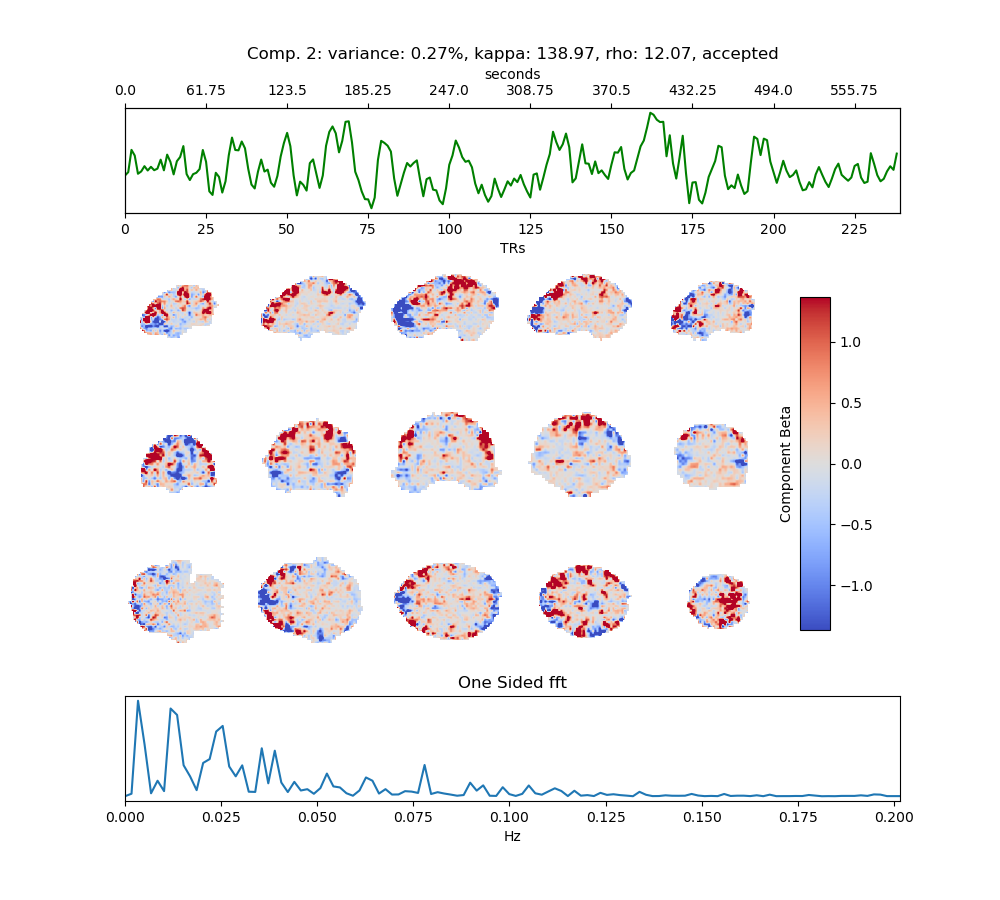 Comp. 2: variance: 0.27%, kappa: 138.97, rho: 12.07, accepted
seconds
0.0 61.75 123.5 185.25 247.0 308.75 370.5 432.25 494.0 555.75
0 25 50 75 100 125 150 175 200 225
TRs
1.0
0.5
0.0
−0.5
−1.0
Component Beta
One Sided fft
0.000 0.025 0.050 0.075 0.100 0.125 0.150 0.175 0.200
Hz